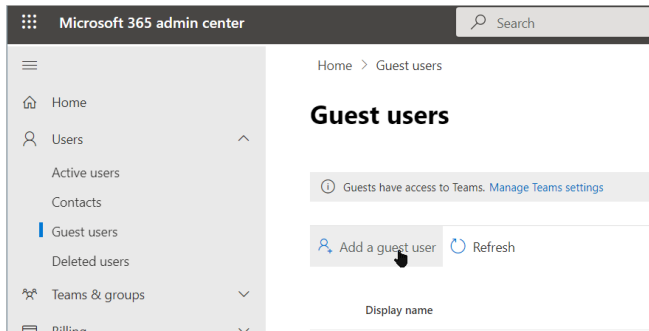 Microsoft 365 admin center
Search
Home
Users
Active users
Contacts
Guest users
Deleted users
Teams & groups
Billing
Home > Guest users
Guest users
Guests have access to Teams. Manage Teams settings
Add a guest user
Refresh
Display name